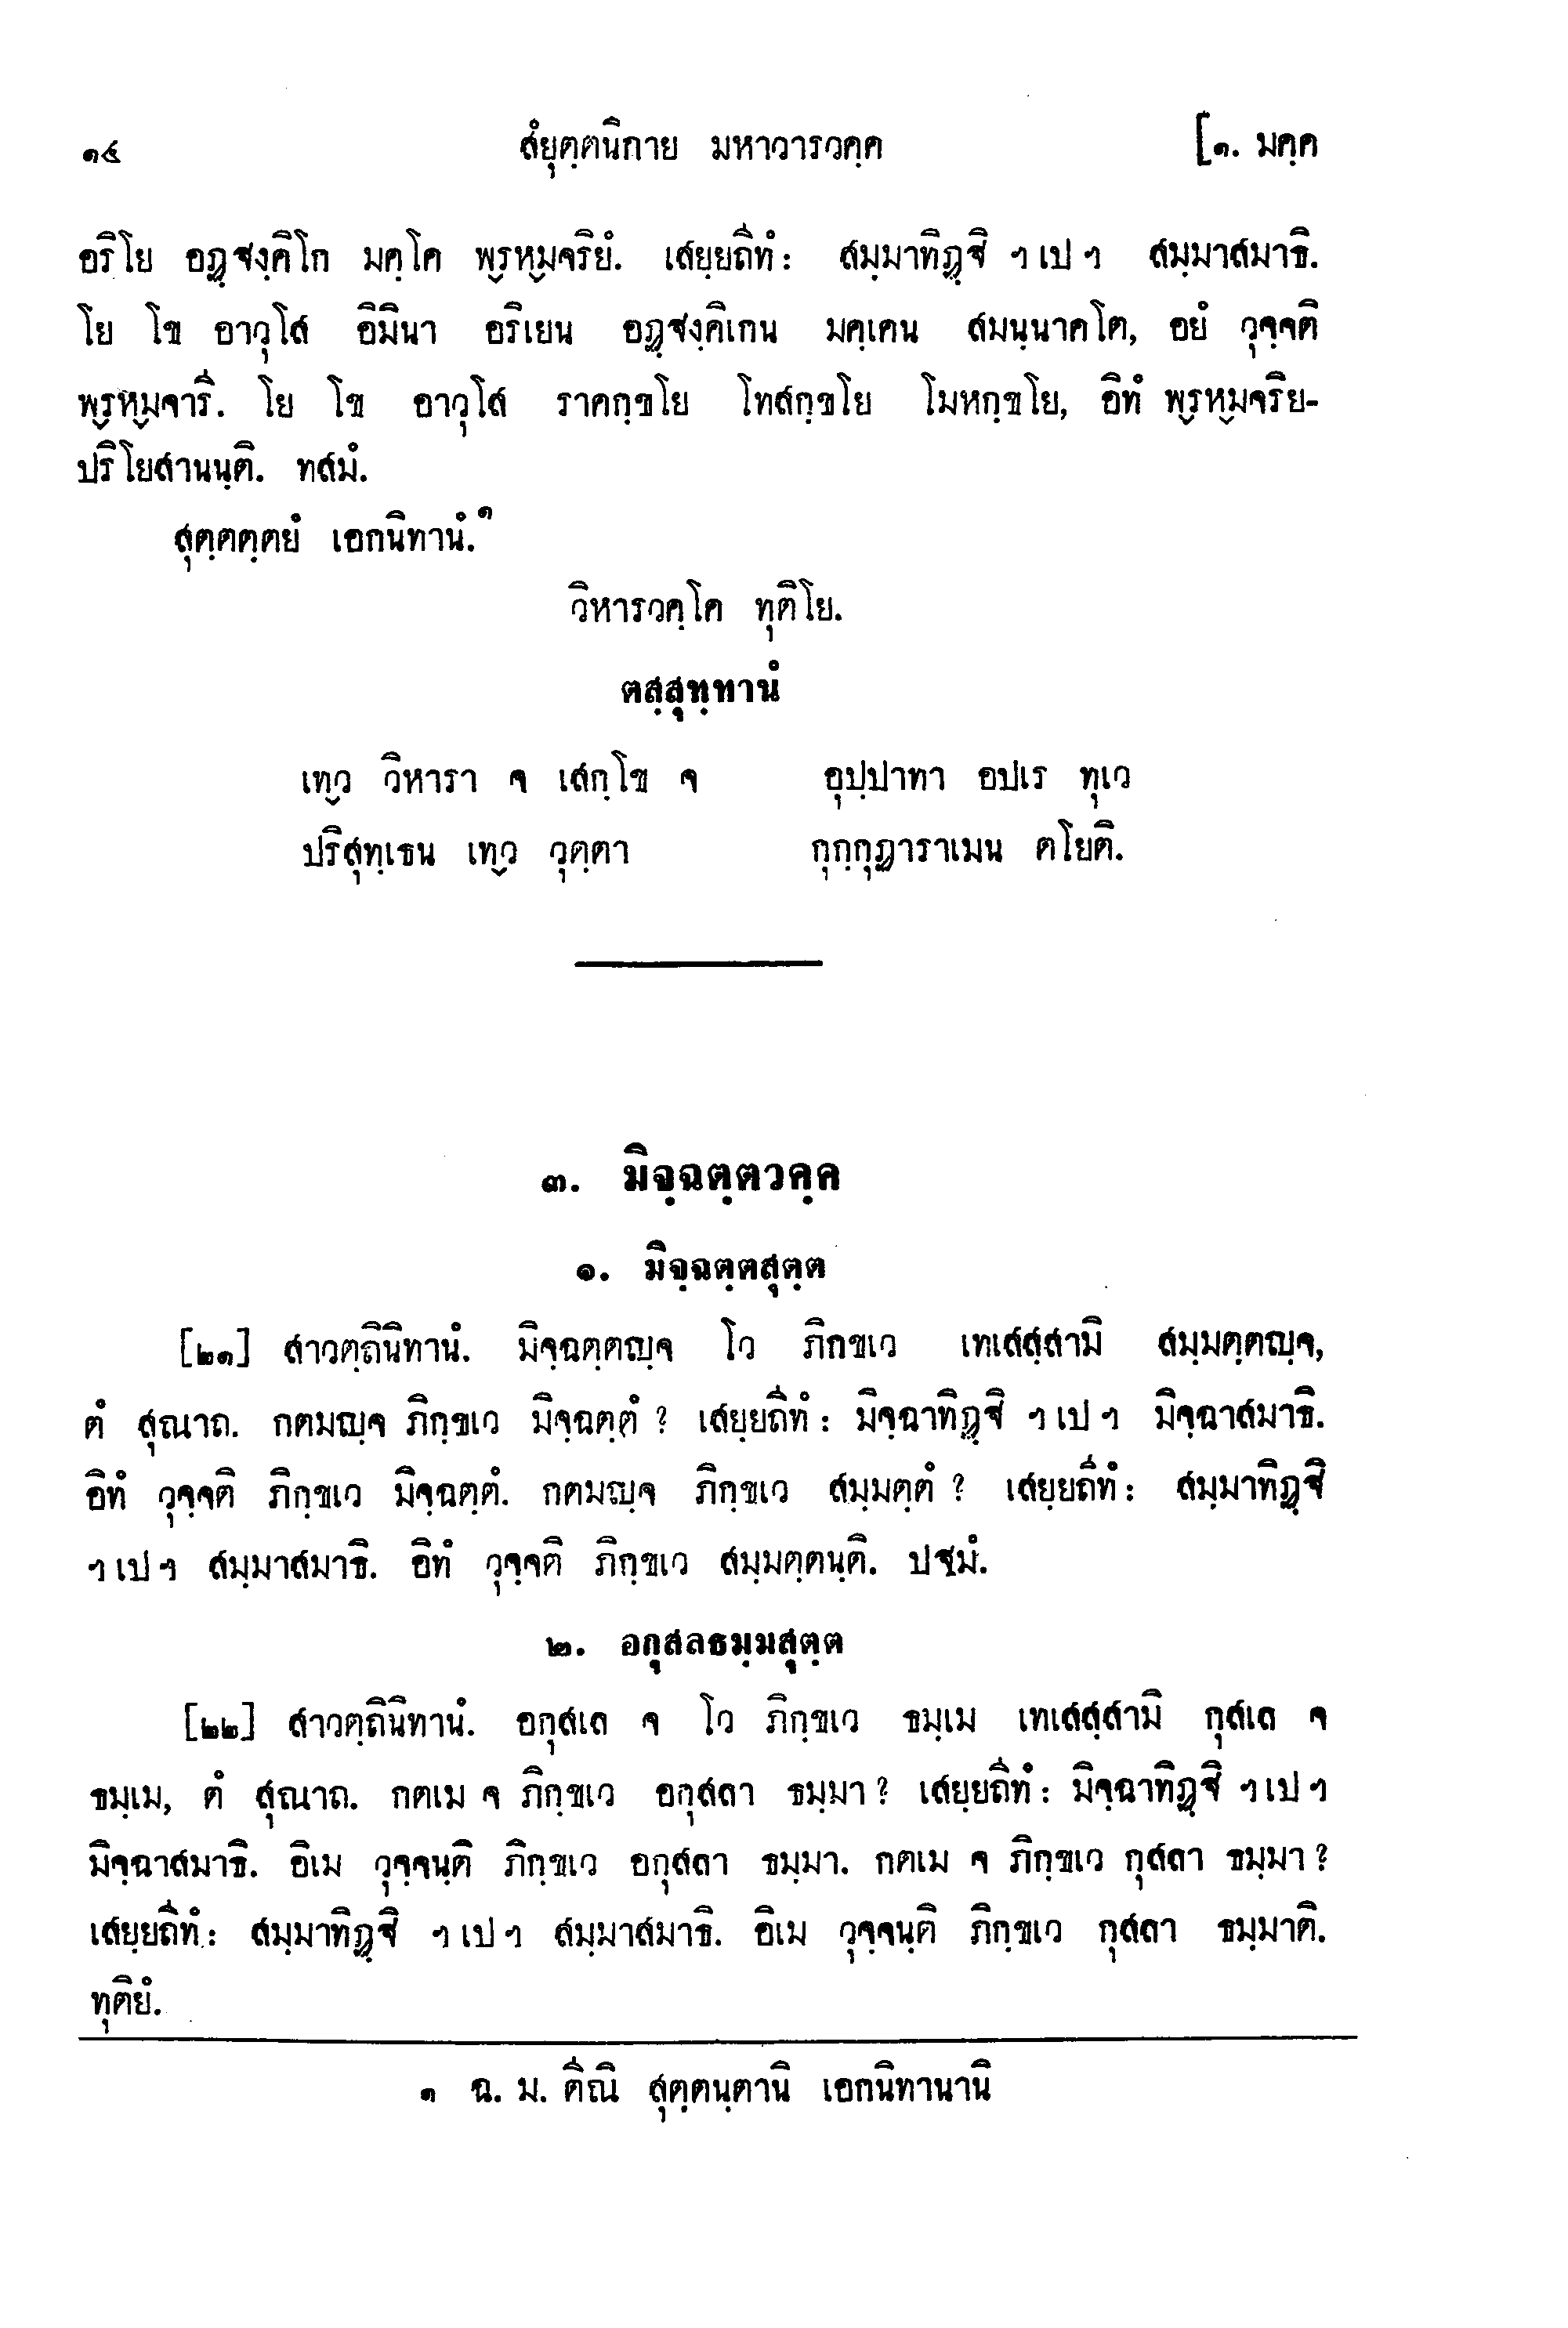 ๑๕ สํยุตฺตนิกาย มหาวารวคฺค [๑. มคฺค
อริโย อฏฺฐงฺคิโก มคฺโค พฺรหฺมจริยํ. เสยฺยถีทํ: สมฺมาทิฏฺฐิ ฯเปฯ สมฺมาสมาธิ.
โย โข อาวุโส อิมินา อริเยน อฏฺฐงฺคิเกน มคฺเคน สมนฺนาคโต, อยํ วุจฺจติ
พฺรหฺมจารี. โย โข อาวุโส ราคกฺขโย โทสกฺขโย โมหกฺขโย, อิทํ พฺรหฺมจริย-
ปริโยสานนฺติ. ทสมํ.
สุตฺตตฺตยํ เอกนิทานํ.๑
วิหารวคฺโค ทุติโย.
ตสฺสุทฺทานํ
เทฺว วิหารา จ เสกฺโข จ อุปฺปาทา อปเร ทุเว
ปริสุทฺเธน เทฺว วุตฺตา กุกฺกุฏาราเมน ตโยติ.
๓. มิจฺฉตฺตวคฺค
๑. มิจฺฉตฺตสุตฺต
[๒๑] สาวตฺถินิทานํ. มิจฺฉตฺตญฺจ โว ภิกขเว เทเสสฺสามิ สมฺมตฺตญฺจ,
ตํ สุณาถ. กตมญฺจ ภิกฺขเว มิจฺฉตฺตํ ? เสยฺยถีทํ : มิจฺฉาทิฏฺฐิ ฯเปฯ มิจฺฉาสมาธิ.
อิทํ วุจฺจติ ภิกฺขเว มิจฺฉตฺตํ. กตมญฺจ ภิกฺขเว สมฺมตฺตํ ? เสยฺยถีทํ: สมฺมาทิฏฺฐิ
ฯเปฯ สมฺมาสมาธิ. อิทํ วุจฺจติ ภิกฺขเว สมฺมตฺตนฺติ. ปฐมํ.
๒. อกุสลธมฺมสุตฺต
[๒๒] สาวตฺถินิทานํ. อกุสเล จ โว ภิกฺขเว ธมฺเม เทเสสฺสามิ กุสเล จ
ธมฺเม, ตํ สุณาถ. กตเม จ ภิกฺขเว อกุสลา ธมฺมา ? เสยฺยถีทํ : มิจฺฉาทิฏฺฐิ ฯเปฯ
มิจฺฉาสมาธิ. อิเม วุจฺจนฺติ ภิกฺขเว อกุสลา ธมฺมา. กตเม จ ภิกฺขเว กุสลา ธมฺมา ?
เสยฺยถีทํ: สมฺมาทิฏฺฐิ ฯเปฯ สมฺมาสมาธิ. อิเม วุจฺจนฺติ ภิกฺขเว กุสลา ธมฺมาติ.
ทุติยํ.
๑ ฉ. ม. ตีณิ สุตฺตนฺตานิ เอกนิทานานิ